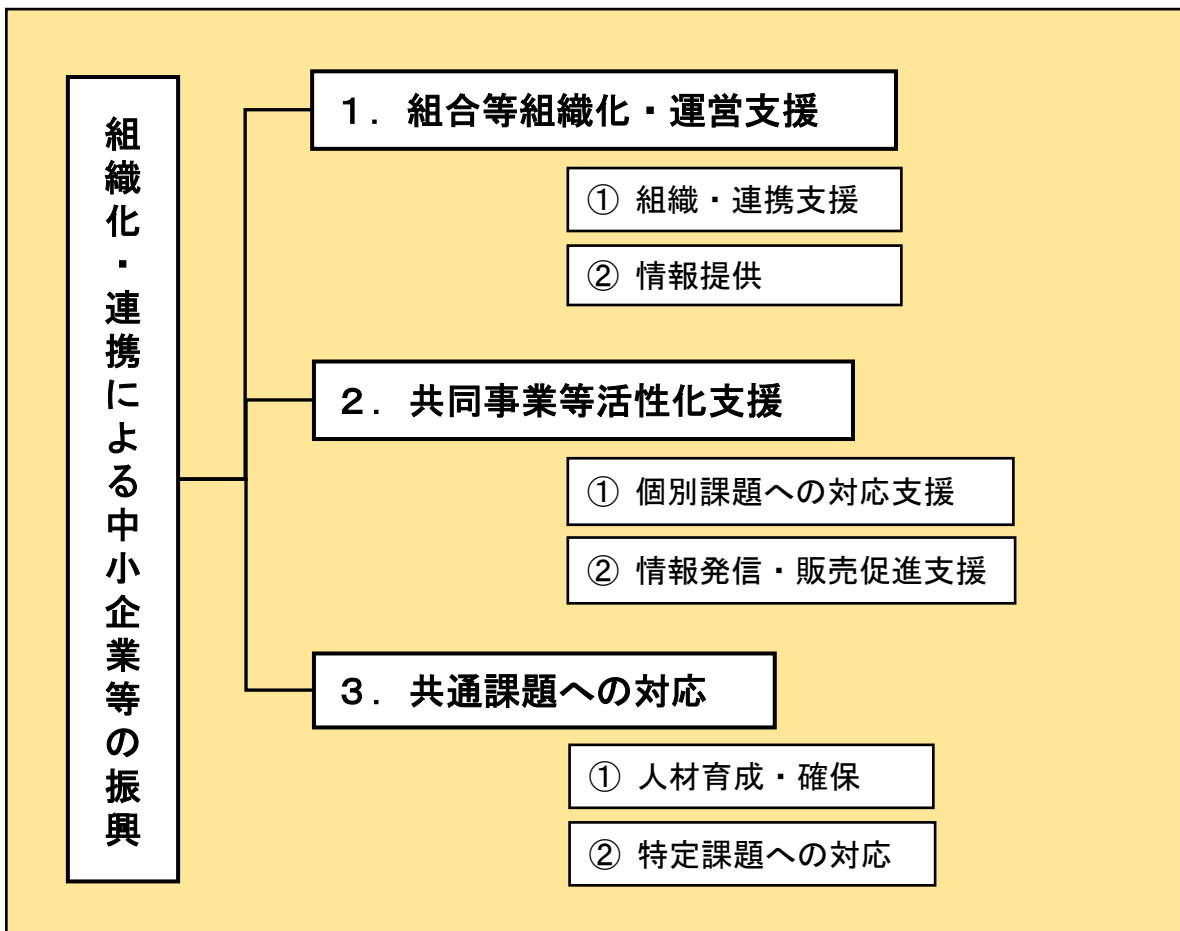 組織化・連携による中小企業等の振興
１．組合等組織化・運営支援
① 組織・連携支援
② 情報提供
２．共同事業等活性化支援
① 個別課題への対応支援
② 情報発信・販売促進支援
３．共通課題への対応
① 人材育成・確保
② 特定課題への対応